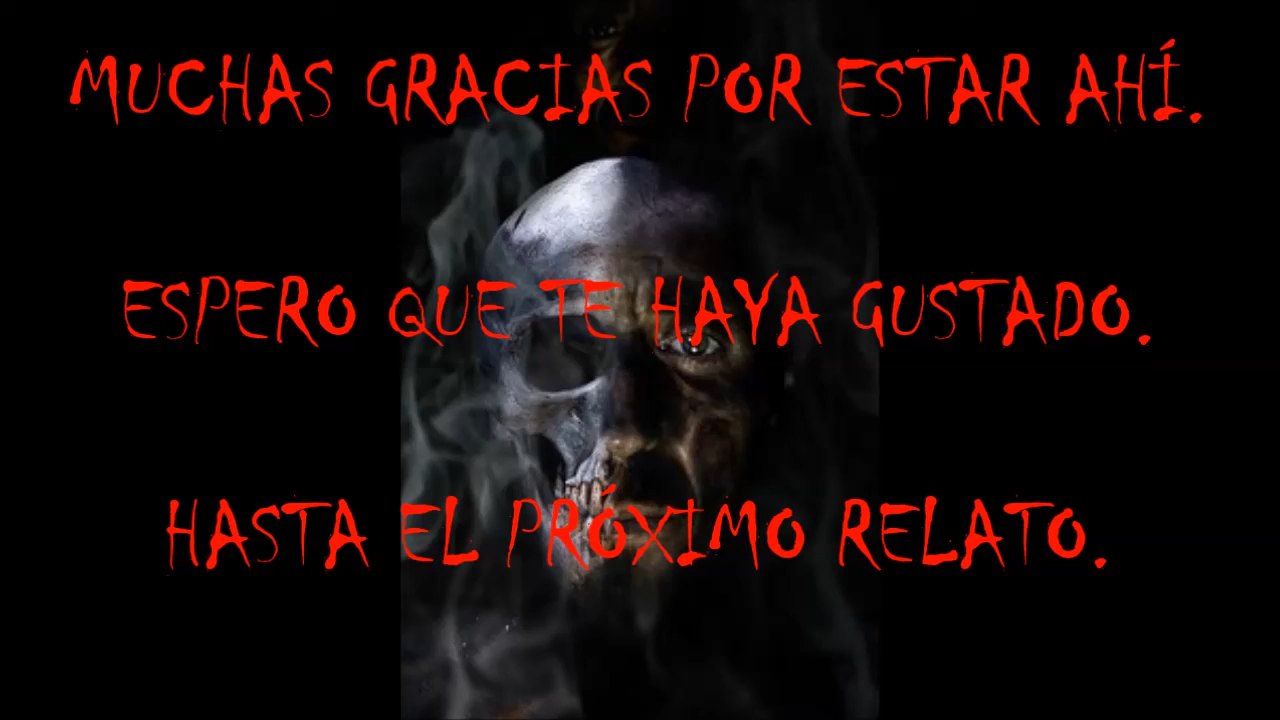 MUCHAS GRACIAS POR ESTAR AHÍ.
ESPERO QUE TE HAYA GUSTADO.
HASTA EL PRÓXIMO RELATO.